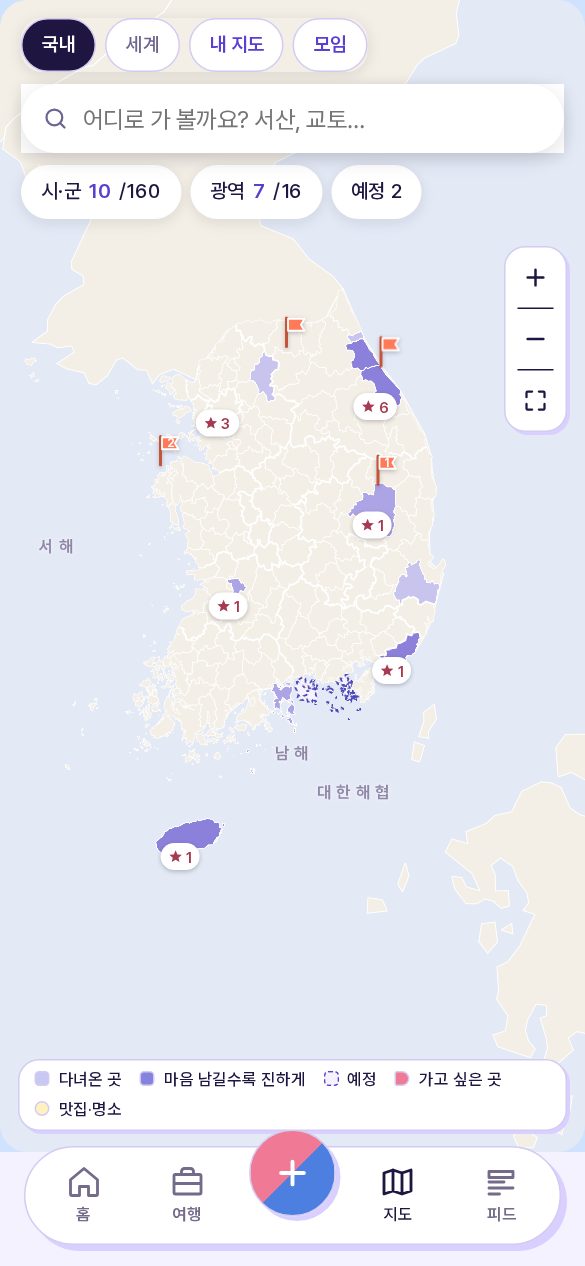 국내 세계 내 지도 모임
어디로 가 볼까요? 서산, 교토...
시·군 10 /160 광역 7 /16 예정 2
+
−
★ 6
★ 3
2
1
★ 1
서 해
★ 1
★ 1
남 해
대 한 해 협
★ 1
다녀온 곳 마음 남길수록 진하게 예정 가고 싶은 곳
맛집·명소
+
홈 여행 지도 피드